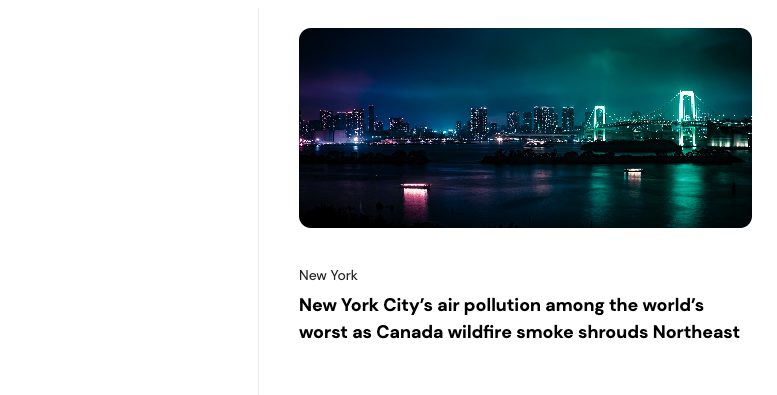 New York
New York City’s air pollution among the world’s
worst as Canada wildfire smoke shrouds Northeast